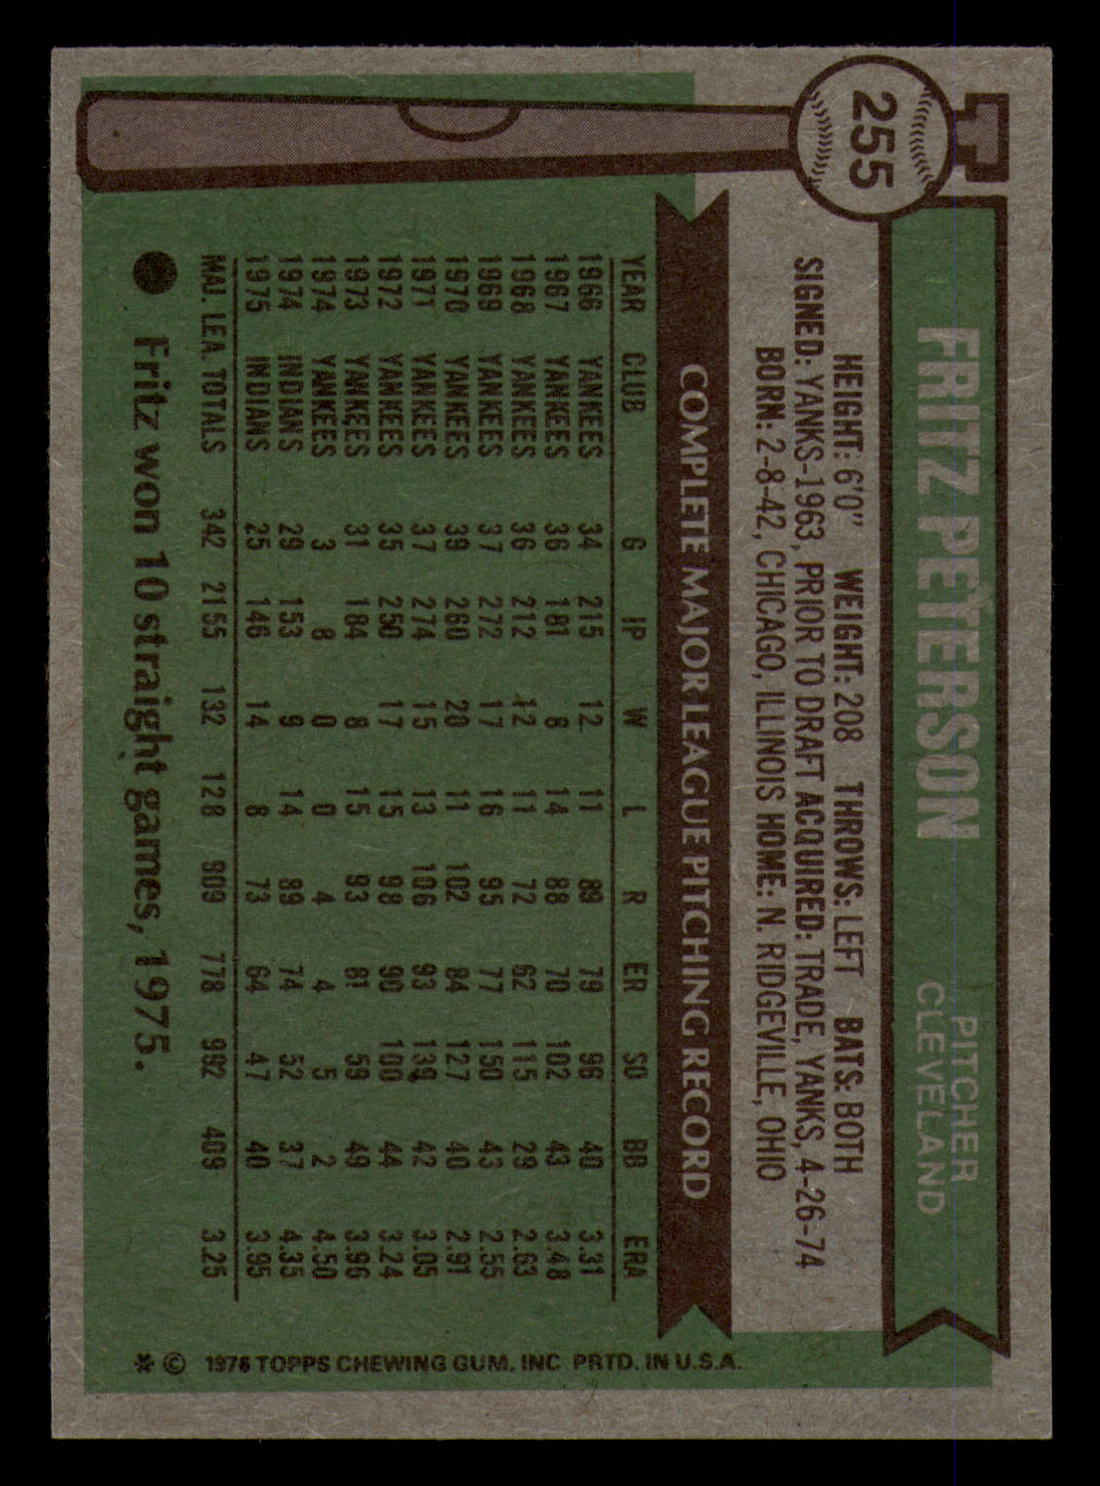 255
FRITZ PETERSON
PITCHER
CLEVELAND
HEIGHT: 6'0" WEIGHT: 208 THROWS: LEFT BATS: BOTH
SIGNED: YANKS-1963, PRIOR TO DRAFT ACQUIRED: TRADE, YANKS, 4-26-74
BORN: 2-8-42, CHICAGO, ILLINOIS HOME: N. RIDGEVILLE, OHIO
COMPLETE MAJOR LEAGUE PITCHING RECORD
YEAR CLUB G IP W L R ER SO BB ERA
1966 YANKEES 34 215 12 11 89 79 96 40 3.31
1967 YANKEES 36 181 8 14 88 70 102 43 3.48
1968 YANKEES 36 212 12 11 72 62 115 29 2.63
1969 YANKEES 37 272 17 16 95 77 150 43 2.55
1970 YANKEES 39 260 20 11 102 84 127 40 2.91
1971 YANKEES 37 274 15 13 106 93 139 42 3.05
1972 YANKEES 35 250 17 15 98 90 100 44 3.24
1973 YANKEES 31 184 8 15 93 81 59 49 3.96
1974 YANKEES 3 8 0 0 4 4 5 2 4.50
1974 INDIANS 29 153 9 14 89 74 52 37 4.35
1975 INDIANS 25 146 14 8 73 64 47 40 3.95
MAJ. LEA. TOTALS 342 2155 132 128 909 778 992 409 3.25
● Fritz won 10 straight games, 1975.
* © 1976 TOPPS CHEWING GUM, INC PRTD. IN U.S.A.